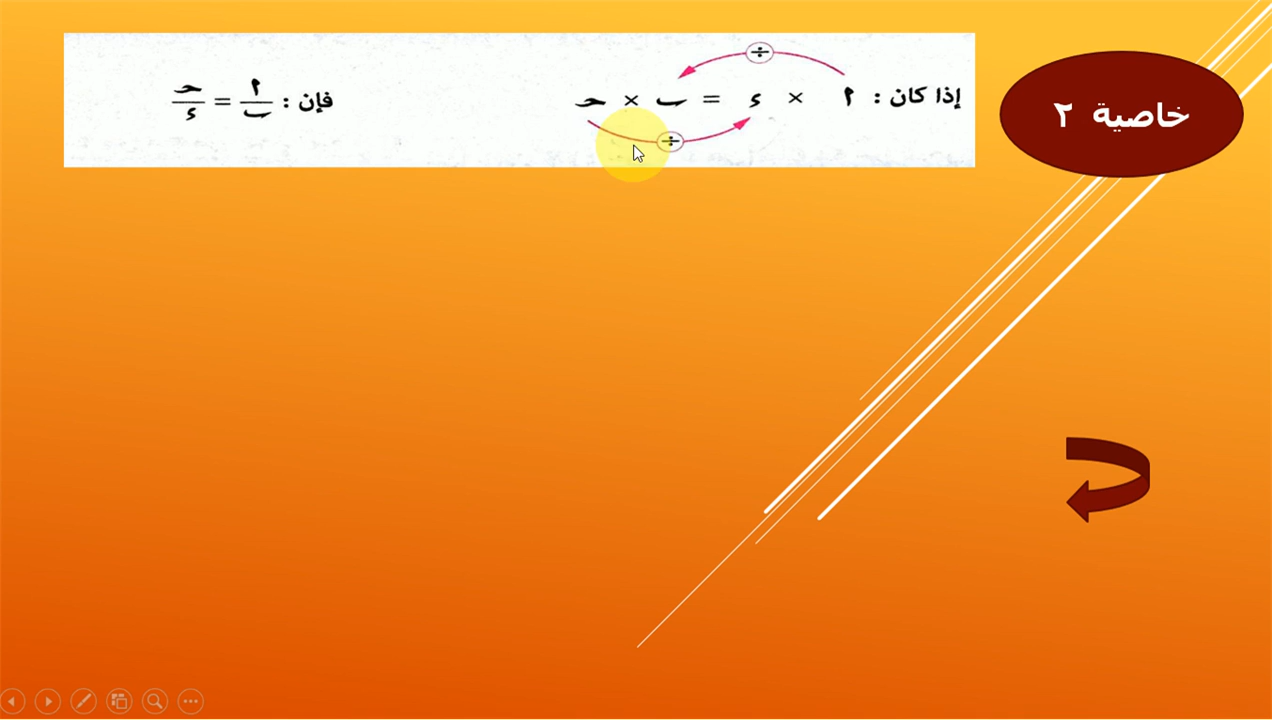 خاصية ٢
إذا كان : ا × ء = ب × حـ
÷
÷
فإن : ا/ب = حـ/ء